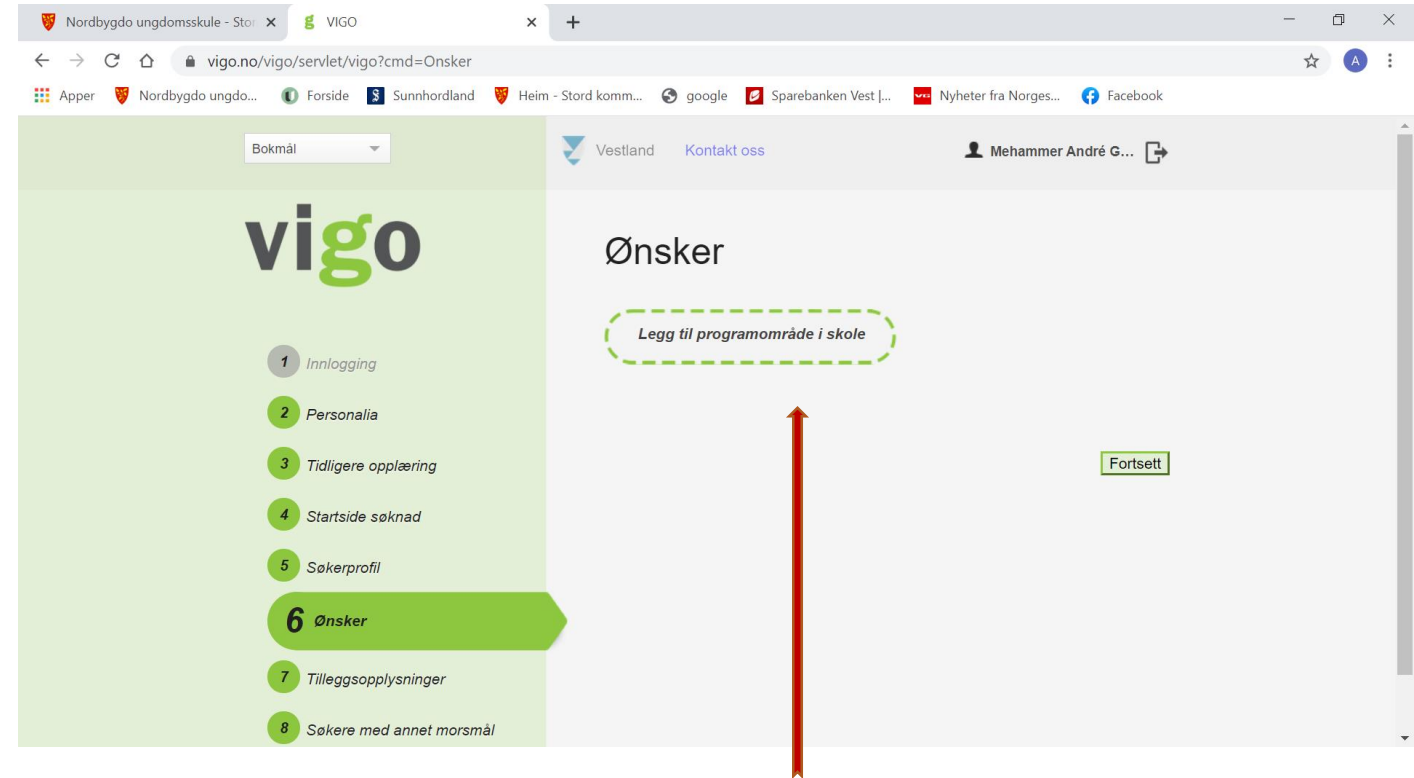 Nordbygdo ungdomsskule - Stor
VIGO
vigo.no/vigo/servlet/vigo?cmd=Onsker
A
Apper
Nordbygdo ungdo...
Forside
Sunnhordland
Heim - Stord komm...
google
Sparebanken Vest |...
Nyheter fra Norges...
Facebook
Bokmål
Vestland
Kontakt oss
Mehammer André G...
vigo
Ønsker
Legg til programområde i skole
Fortsett
1 Innlogging
2 Personalia
3 Tidligere opplæring
4 Startside søknad
5 Søkerprofil
6 Ønsker
7 Tilleggsopplysninger
8 Søkere med annet morsmål